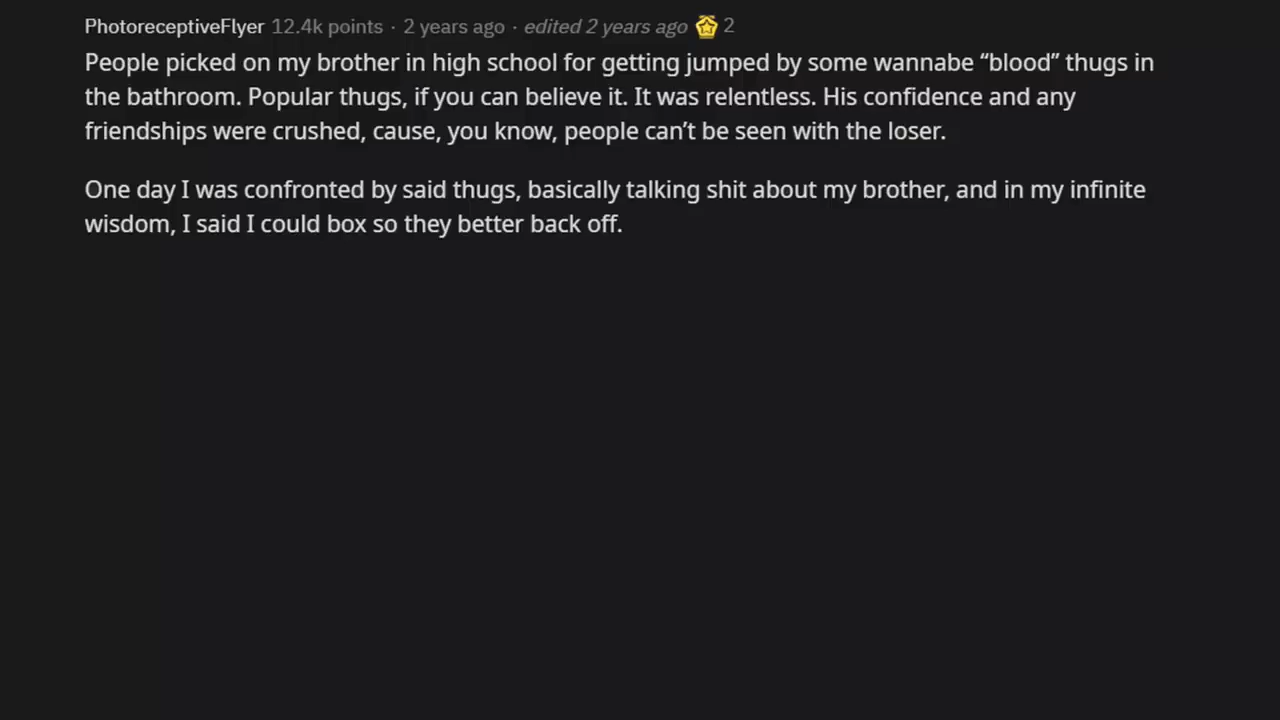 PhotoreceptiveFlyer 12.4k points · 2 years ago · edited 2 years ago 2
People picked on my brother in high school for getting jumped by some wannabe “blood” thugs in
the bathroom. Popular thugs, if you can believe it. It was relentless. His confidence and any
friendships were crushed, cause, you know, people can’t be seen with the loser.
One day I was confronted by said thugs, basically talking shit about my brother, and in my infinite
wisdom, I said I could box so they better back off.